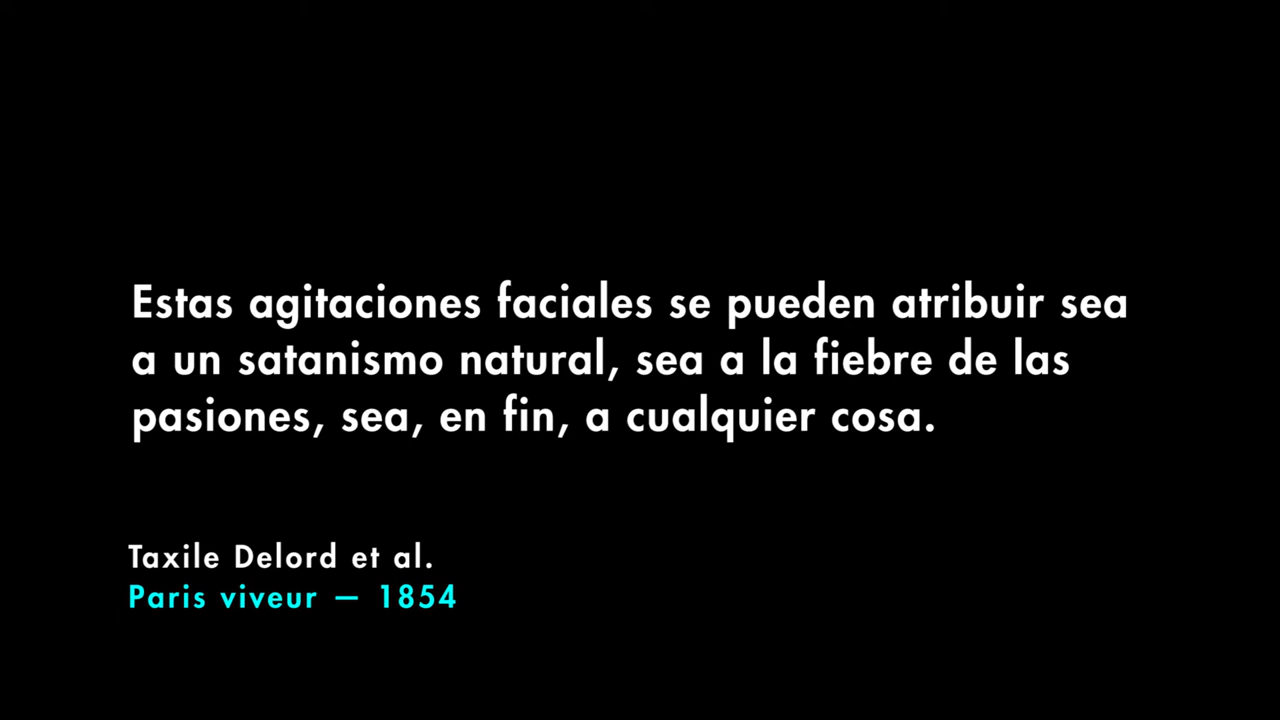 Estas agitaciones faciales se pueden atribuir sea
a un satanismo natural, sea a la fiebre de las
pasiones, sea, en fin, a cualquier cosa.
Taxile Delord et al.
Paris viveur — 1854